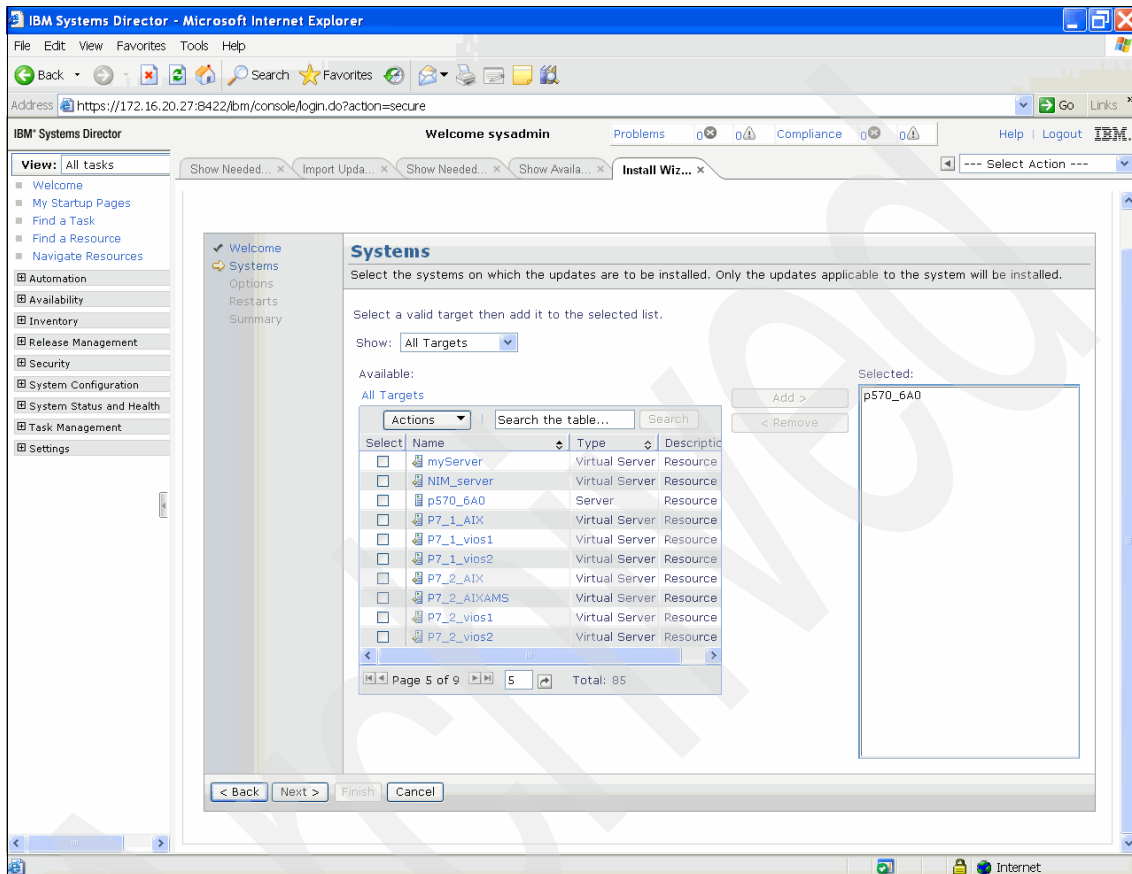 IBM Systems Director - Microsoft Internet Explorer
File Edit View Favorites Tools Help
Back Search Favorites
Address https://172.16.20.27:8422/ibm/console/login.do?action=secure Go Links »
IBM® Systems Director Welcome sysadmin Problems 0 0 Compliance 0 0 Help Logout IBM.
View: All tasks
Show Needed... × Import Upda... × Show Needed... × Show Availa... × Install Wiz... × --- Select Action ---
Welcome
My Startup Pages
Find a Task
Find a Resource
Navigate Resources
Automation
Availability
Inventory
Release Management
Security
System Configuration
System Status and Health
Task Management
Settings
Welcome
Systems
Options
Restarts
Summary
Systems
Select the systems on which the updates are to be installed. Only the updates applicable to the system will be installed.
Select a valid target then add it to the selected list.
Show: All Targets
Available:
All Targets
Actions Search the table... Search
Select Name Type Descriptio
myServer Virtual Server Resource
NIM_server Virtual Server Resource
p570_6A0 Server Resource
P7_1_AIX Virtual Server Resource
P7_1_vios1 Virtual Server Resource
P7_1_vios2 Virtual Server Resource
P7_2_AIX Virtual Server Resource
P7_2_AIXAMS Virtual Server Resource
P7_2_vios1 Virtual Server Resource
P7_2_vios2 Virtual Server Resource
Page 5 of 9 5 Total: 85
Add >
< Remove
Selected:
p570_6A0
< Back Next > Finish Cancel
Internet